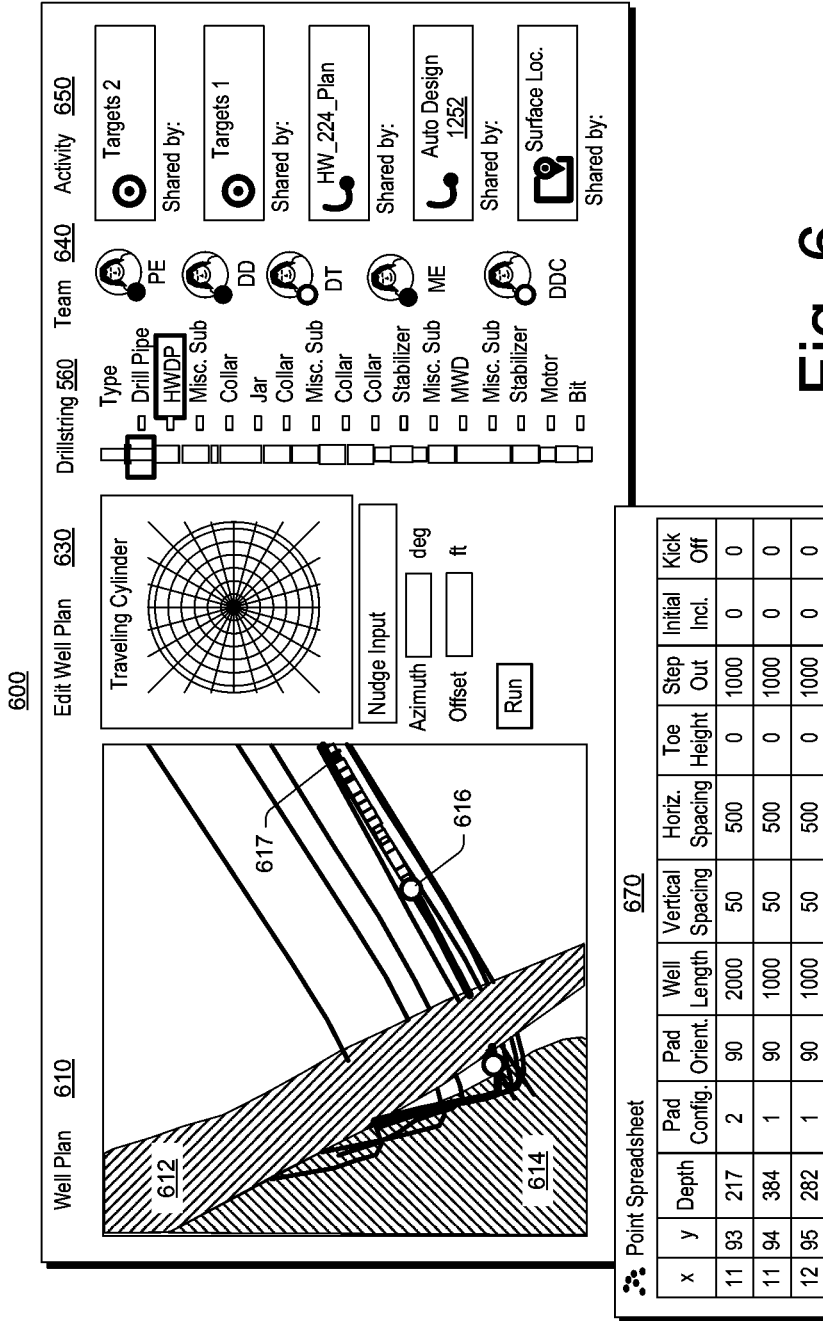 600
Well Plan 610
Edit Well Plan 630
Drillstring 560
Team 640
Activity 650
612
614
616
617
Traveling Cylinder
Nudge Input
Azimuth deg
Offset ft
Run
Type
Drill Pipe
HWDP
Misc. Sub
Collar
Jar
Collar
Misc. Sub
Collar
Collar
Stabilizer
Misc. Sub
MWD
Misc. Sub
Stabilizer
Motor
Bit
PE
DD
DT
ME
DDC
Targets 2
Shared by:
Targets 1
Shared by:
HW_224_Plan
Shared by:
Auto Design
1252
Shared by:
Surface Loc.
Shared by:
670
Point Spreadsheet
x y Depth Pad Config. Pad Orient. Well Length Vertical Spacing Horiz. Spacing Toe Height Step Out Initial Incl. Kick Off
11 93 217 2 90 2000 50 500 0 1000 0 0
11 94 384 1 90 1000 50 500 0 1000 0 0
12 95 282 1 90 1000 50 500 0 1000 0 0
Fig. 6